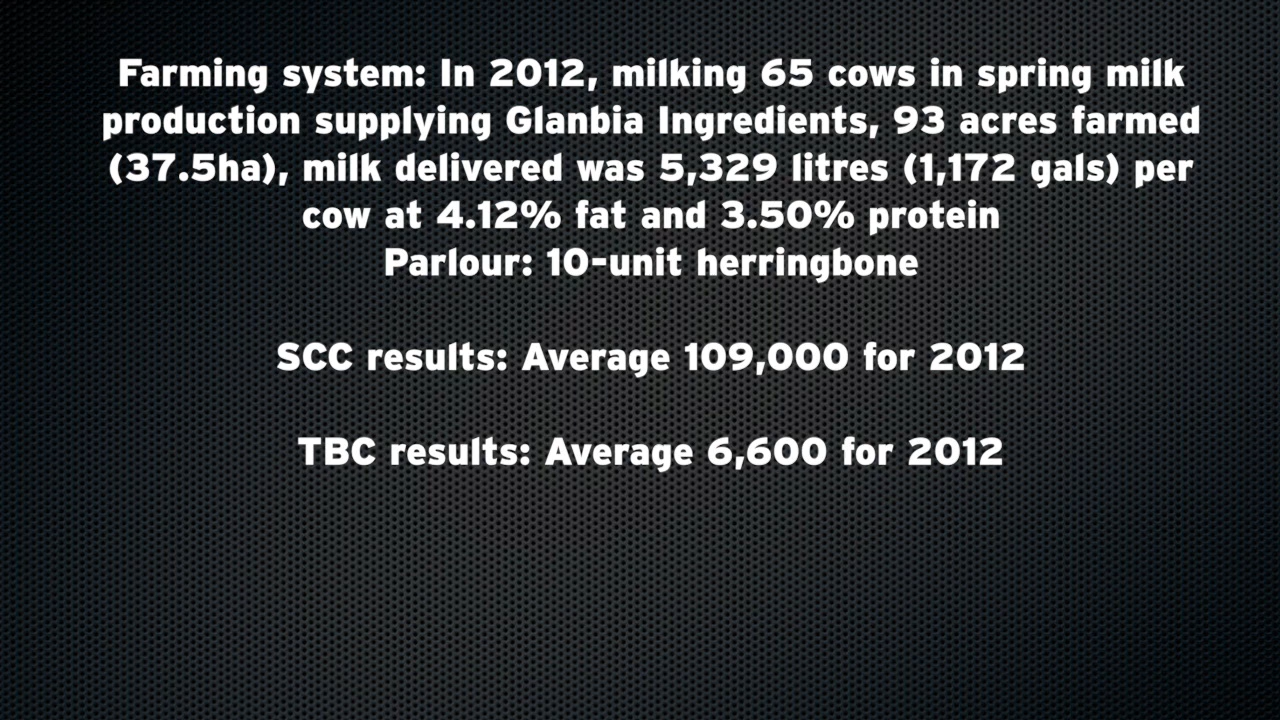 Farming system: In 2012, milking 65 cows in spring milk
production supplying Glanbia Ingredients, 93 acres farmed
(37.5ha), milk delivered was 5,329 litres (1,172 gals) per
cow at 4.12% fat and 3.50% protein
Parlour: 10-unit herringbone
SCC results: Average 109,000 for 2012
TBC results: Average 6,600 for 2012